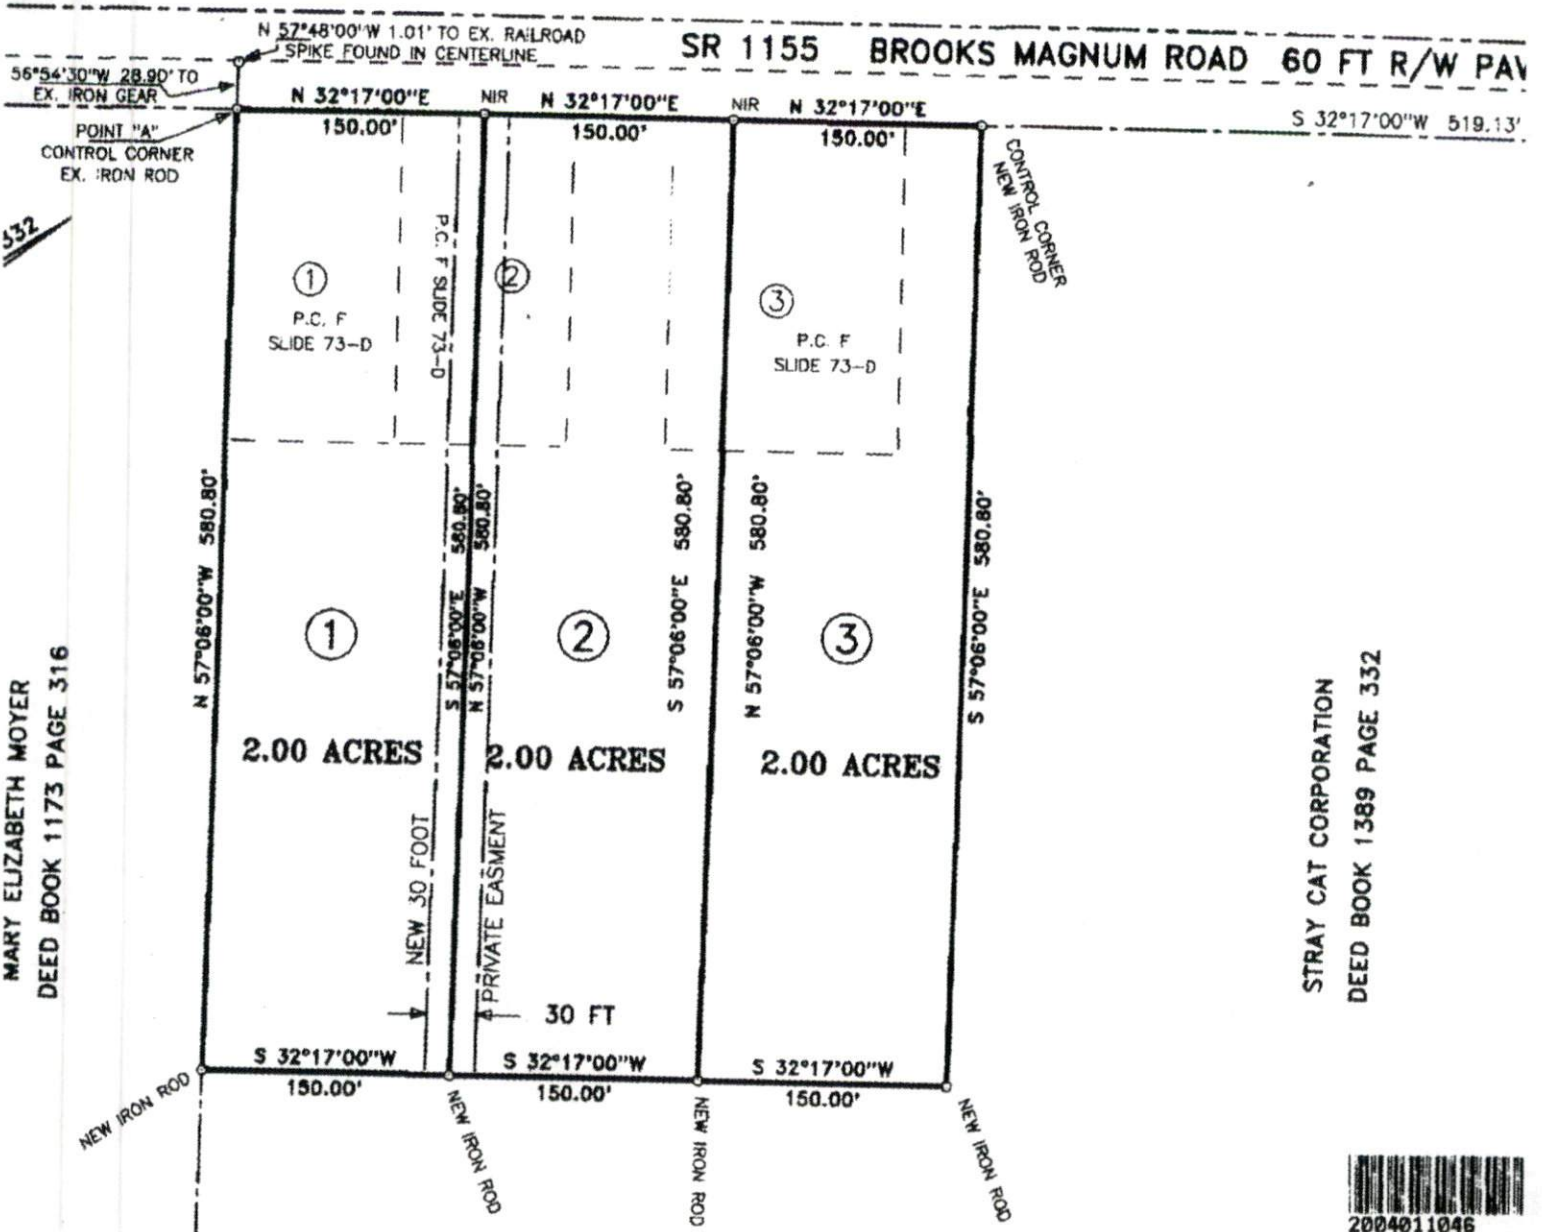 N 57°48'00"W 1.01' TO EX. RAILROAD
SPIKE FOUND IN CENTERLINE
SR 1155 BROOKS MAGNUM ROAD 60 FT R/W
56°54'30"W 28.90' TO
EX. IRON GEAR
N 32°17'00"E
150.00'
NIR
N 32°17'00"E
150.00'
NIR
N 32°17'00"E
150.00'
S 32°17'00"W 519.13'
POINT "A"
CONTROL CORNER
EX. IRON ROD
CONTROL CORNER
NEW IRON ROD
332
1
P.C. F
SLIDE 73-D
P.C. F SLIDE 73-D
2
3
P.C. F
SLIDE 73-D
N 57°06'00"W 580.80'
S 57°06'00"E 580.80'
N 57°06'00"W 580.80'
S 57°06'00"E 580.80'
N 57°06'00"W 580.80'
S 57°06'00"E 580.80'
1
2
3
2.00 ACRES
2.00 ACRES
2.00 ACRES
MARY ELIZABETH MOYER
DEED BOOK 1173 PAGE 316
STRAY CAT CORPORATION
DEED BOOK 1389 PAGE 332
NEW 30 FOOT
PRIVATE EASMENT
30 FT
S 32°17'00"W
150.00'
S 32°17'00"W
150.00'
S 32°17'00"W
150.00'
NEW IRON ROD
NEW IRON ROD
NEW IRON ROD
NEW IRON ROD
2004011046